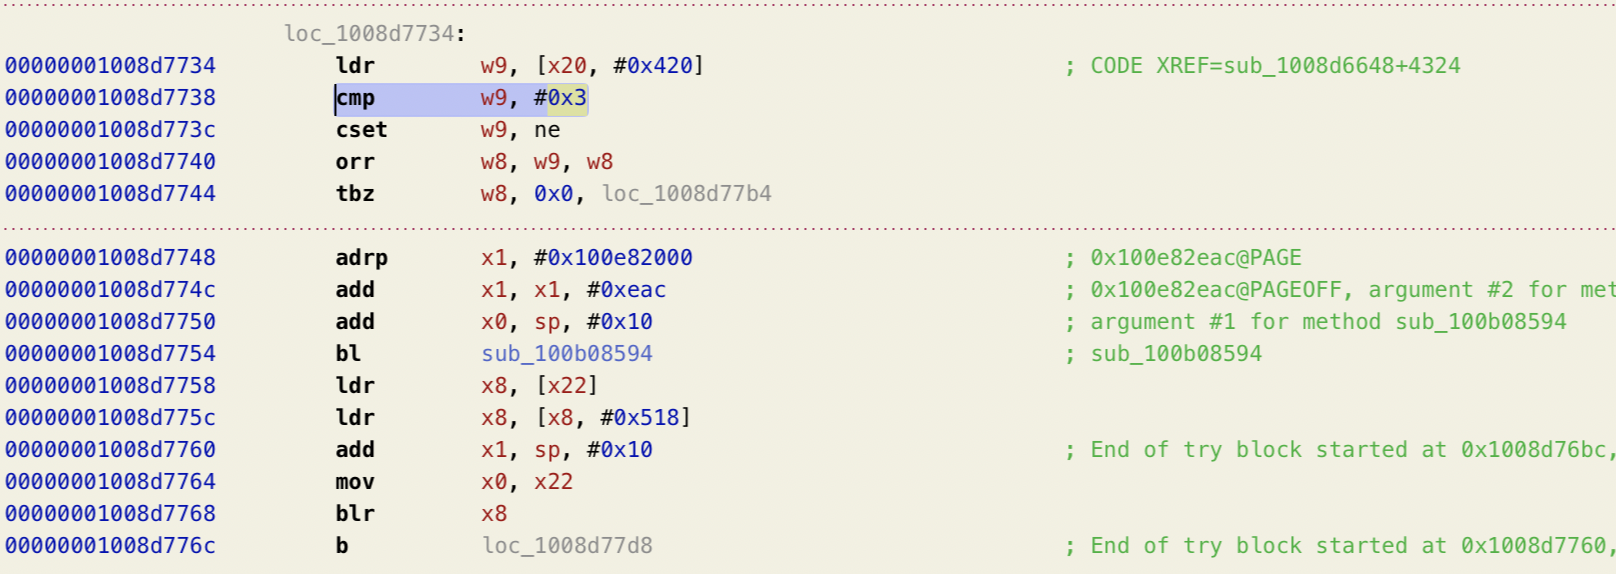 loc_1008d7734:
00000001008d7734 ldr w9, [x20, #0x420] ; CODE XREF=sub_1008d6648+4324
00000001008d7738 cmp w9, #0x3
00000001008d773c cset w9, ne
00000001008d7740 orr w8, w9, w8
00000001008d7744 tbz w8, 0x0, loc_1008d77b4
00000001008d7748 adrp x1, #0x100e82000 ; 0x100e82eac@PAGE
00000001008d774c add x1, x1, #0xeac ; 0x100e82eac@PAGEOFF, argument #2 for met
00000001008d7750 add x0, sp, #0x10 ; argument #1 for method sub_100b08594
00000001008d7754 bl sub_100b08594 ; sub_100b08594
00000001008d7758 ldr x8, [x22]
00000001008d775c ldr x8, [x8, #0x518]
00000001008d7760 add x1, sp, #0x10 ; End of try block started at 0x1008d76bc,
00000001008d7764 mov x0, x22
00000001008d7768 blr x8
00000001008d776c b loc_1008d77d8 ; End of try block started at 0x1008d7760,